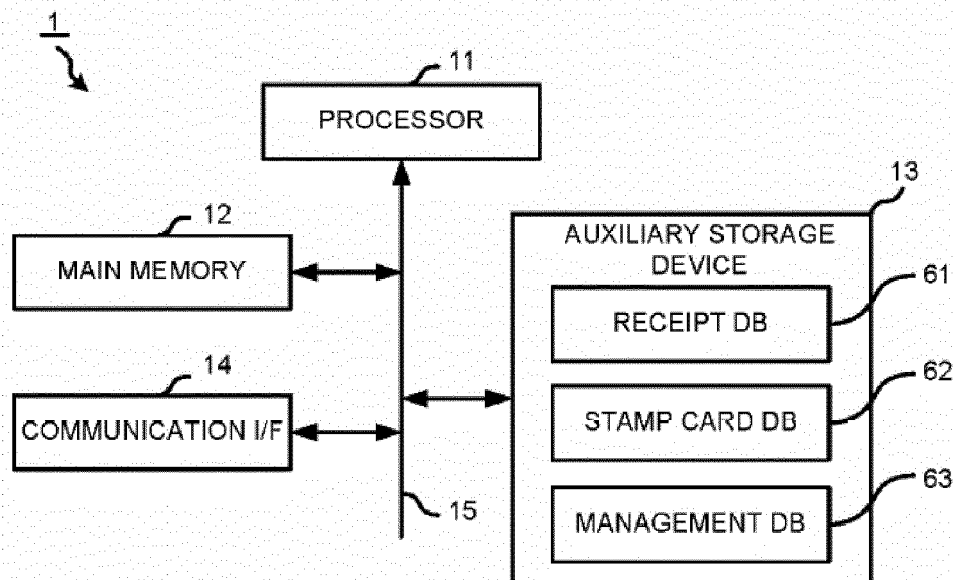 1
11
PROCESSOR
12
MAIN MEMORY
13
AUXILIARY STORAGE
DEVICE
61
RECEIPT DB
14
COMMUNICATION I/F
62
STAMP CARD DB
15
63
MANAGEMENT DB